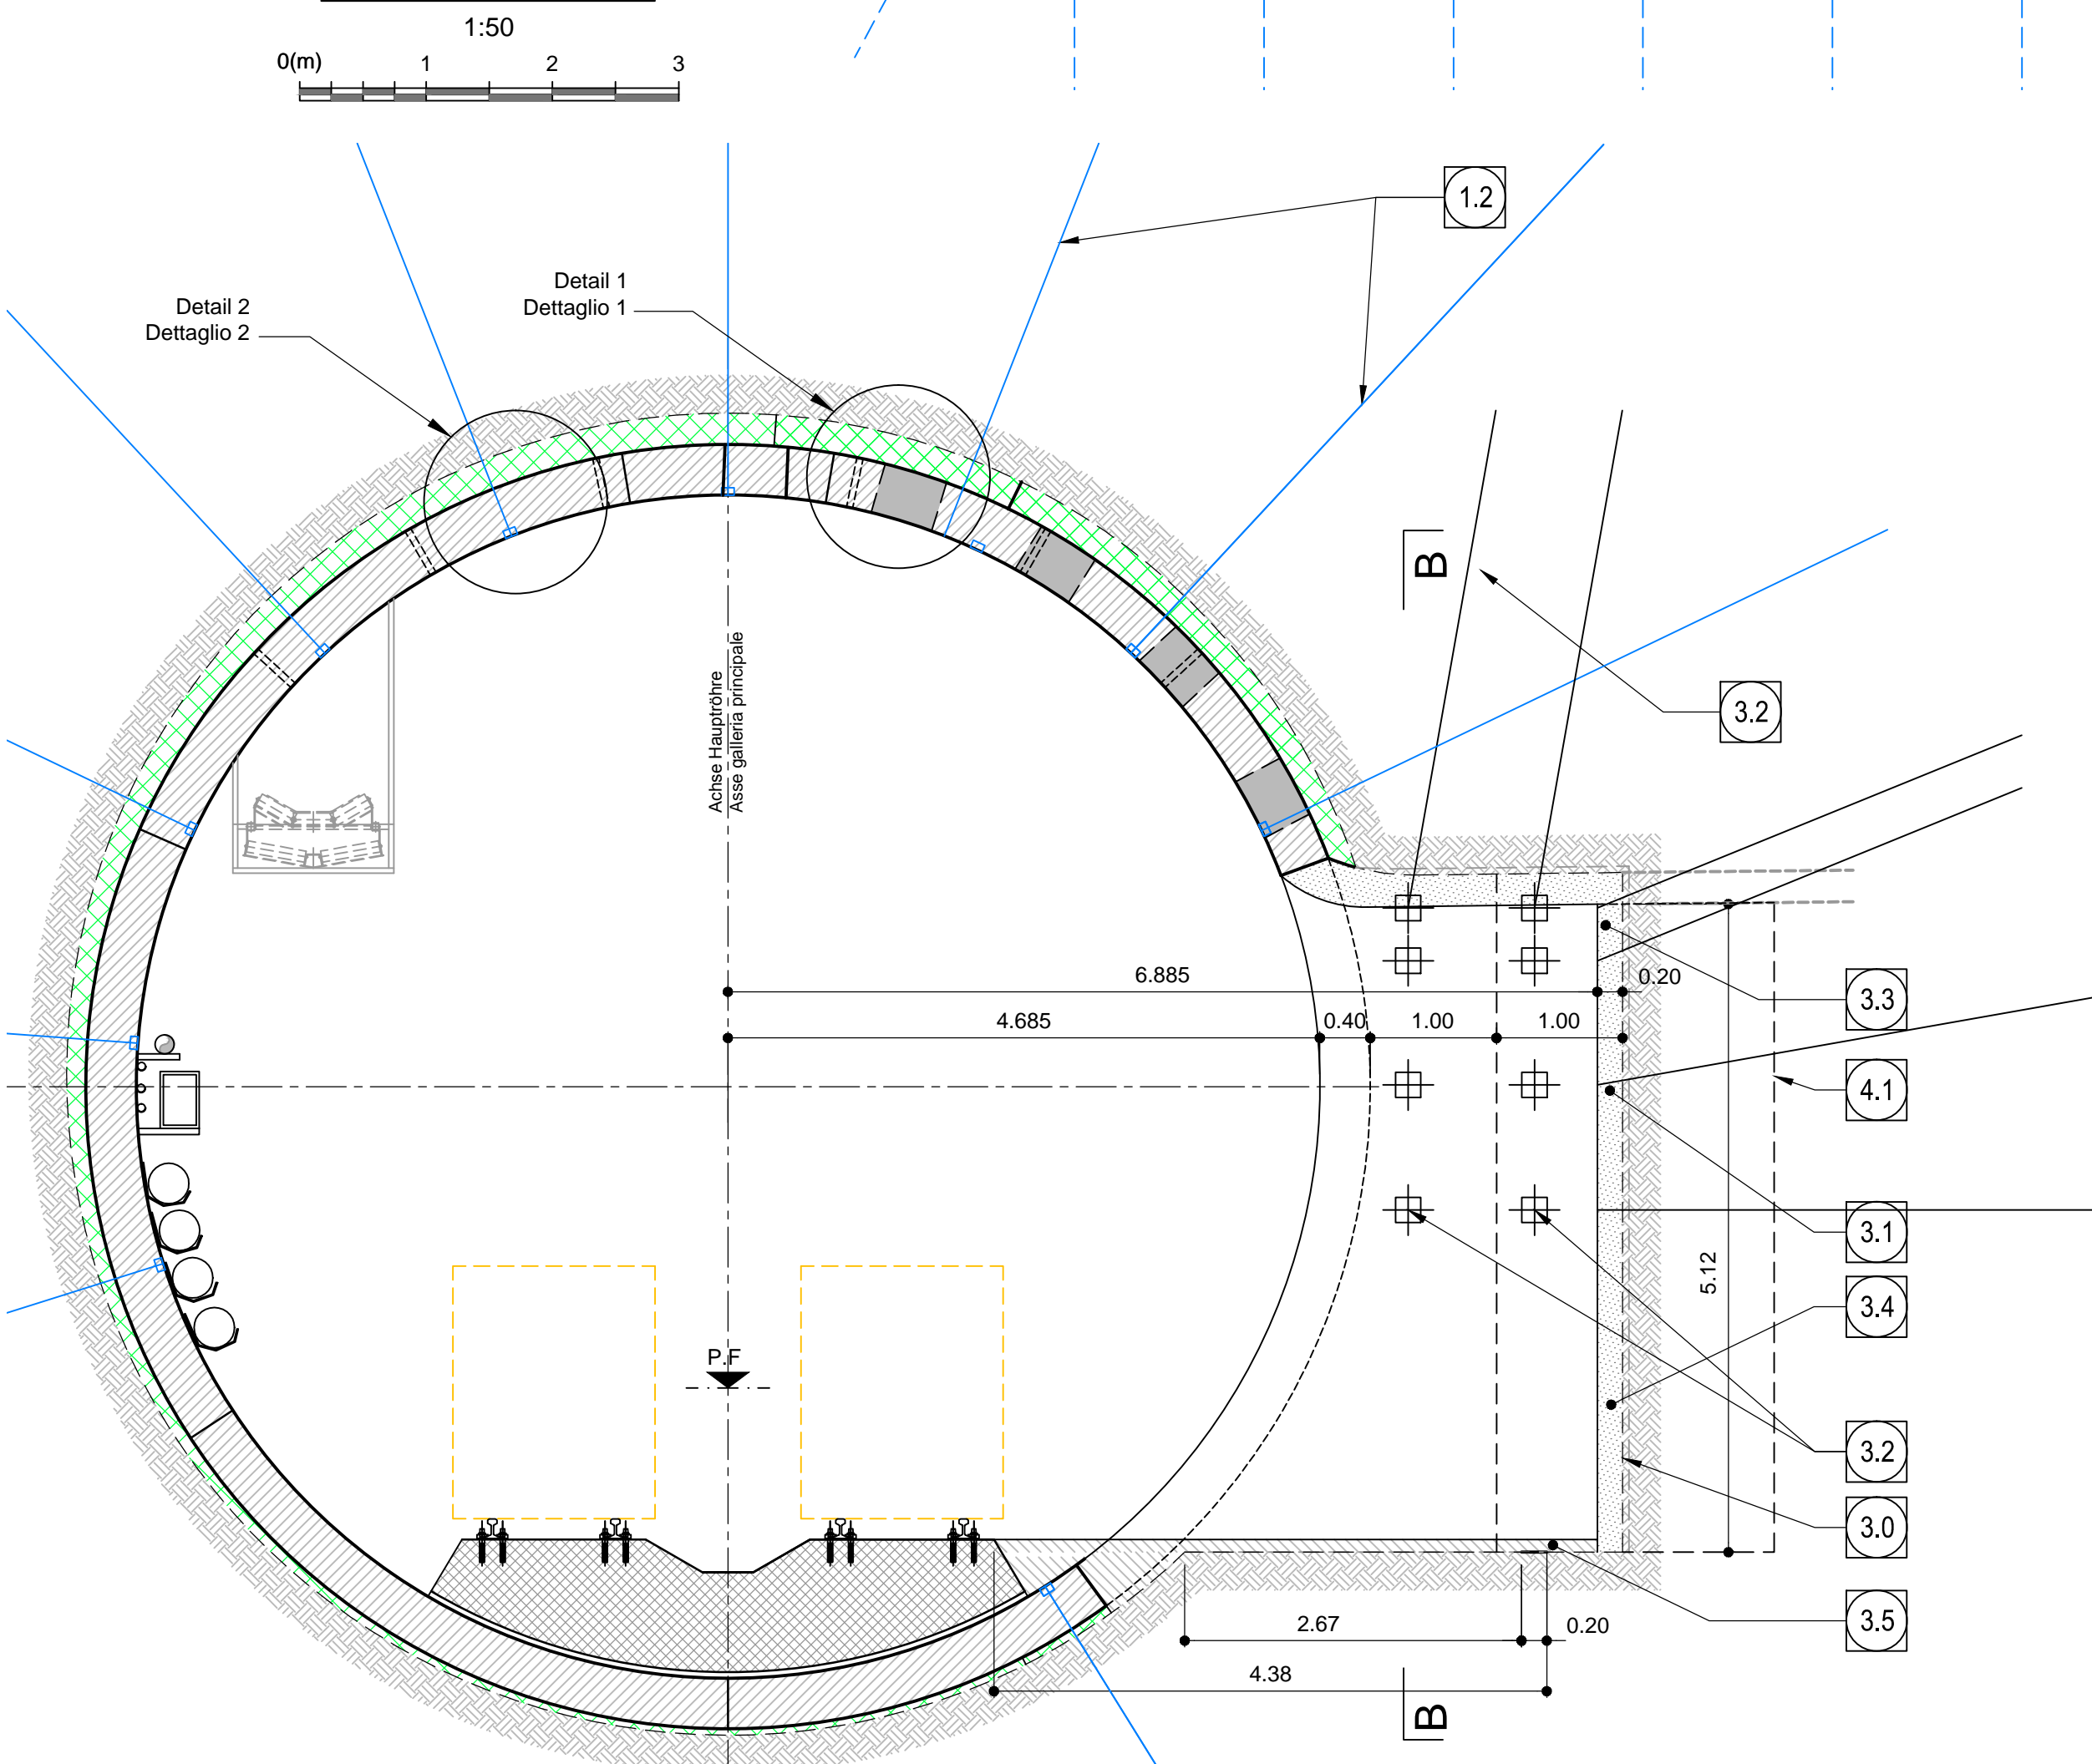 1:50
0(m) 1 2 3
1.2
Detail 1
Dettaglio 1
Detail 2
Dettaglio 2
B
Achse Hauptröhre
Asse galleria principale
3.2
6.885
0.20
3.3
4.685
0.40
1.00
1.00
4.1
3.1
5.12
3.4
P.F
3.2
3.0
3.5
2.67
0.20
4.38
B